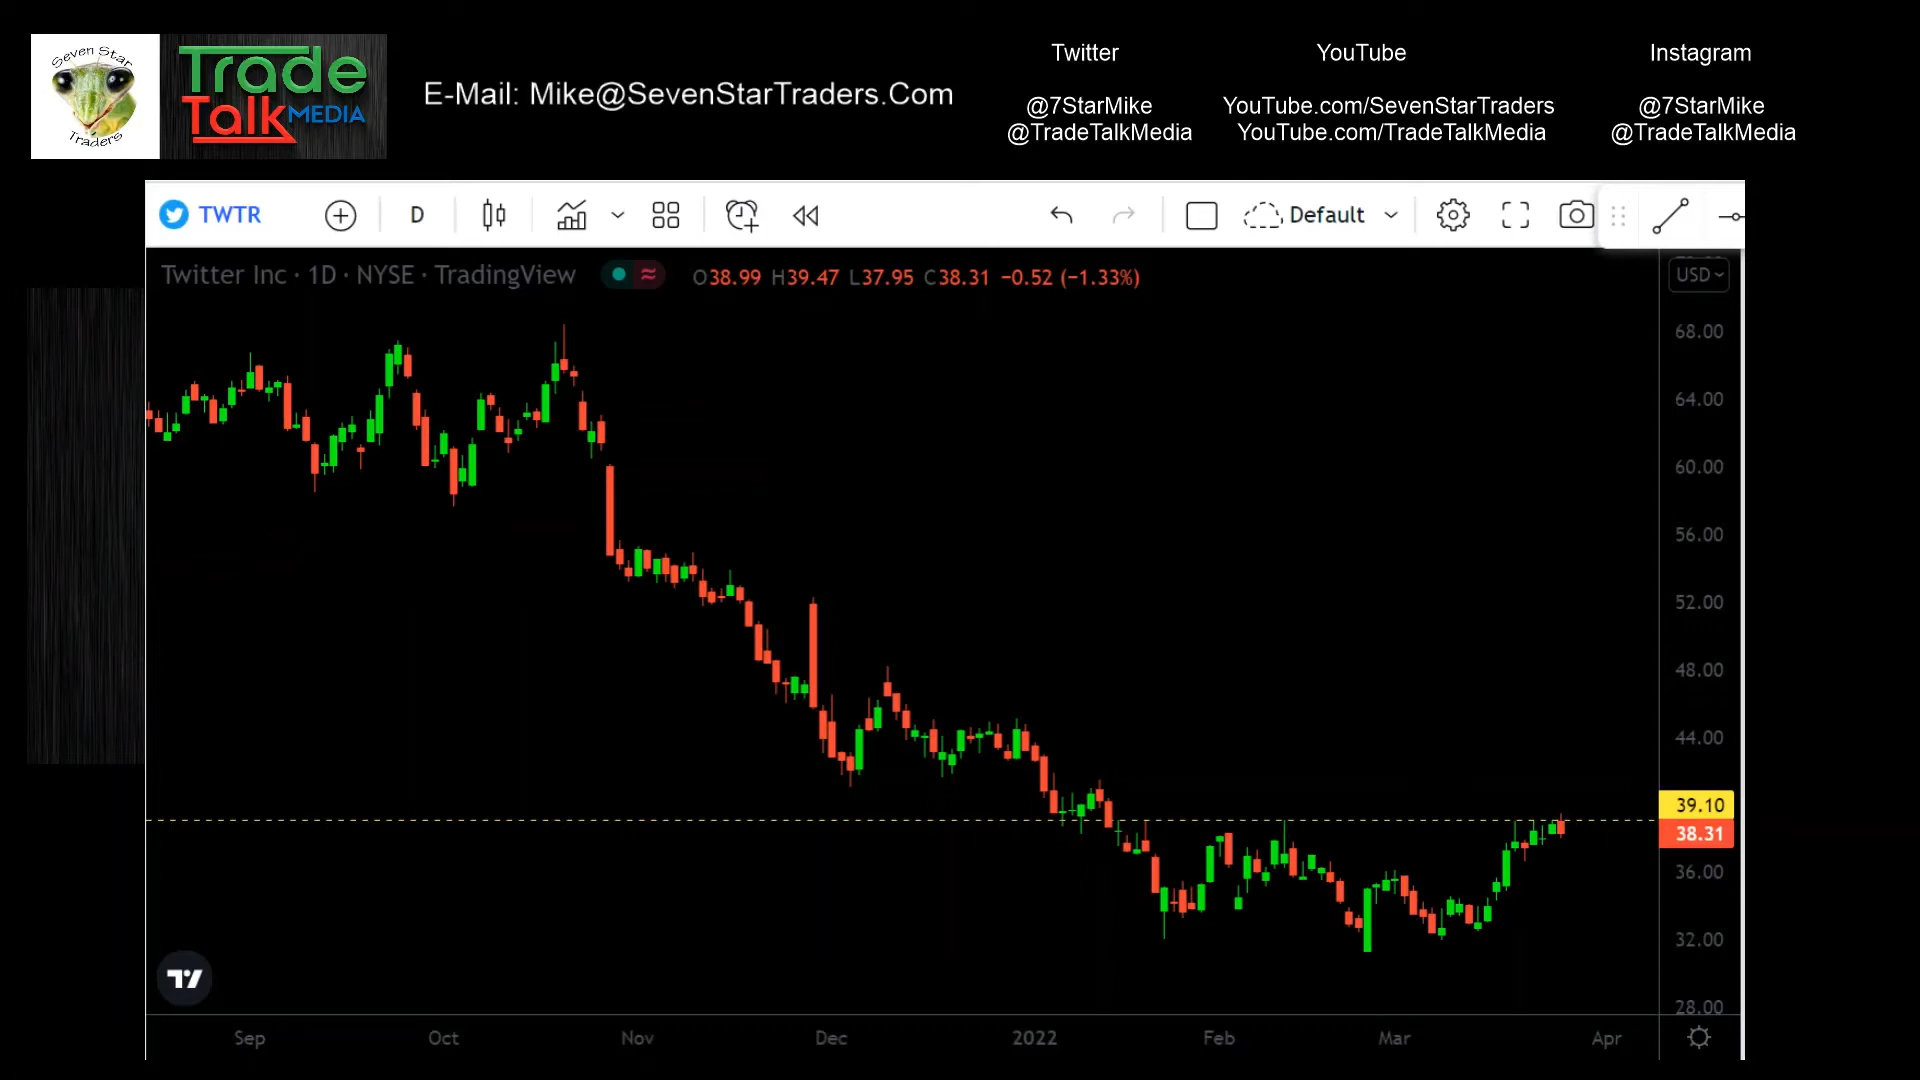 Seven Star
Traders
Trade
Talk MEDIA
E-Mail: Mike@SevenStarTraders.Com
Twitter
@7StarMike
@TradeTalkMedia
YouTube
YouTube.com/SevenStarTraders
YouTube.com/TradeTalkMedia
Instagram
@7StarMike
@TradeTalkMedia
TWTR
D
Default
Twitter Inc · 1D · NYSE · TradingView
≈
O38.99 H39.47 L37.95 C38.31 −0.52 (−1.33%)
USD
68.00
64.00
60.00
56.00
52.00
48.00
44.00
39.10
38.31
36.00
32.00
28.00
Sep Oct Nov Dec 2022 Feb Mar Apr